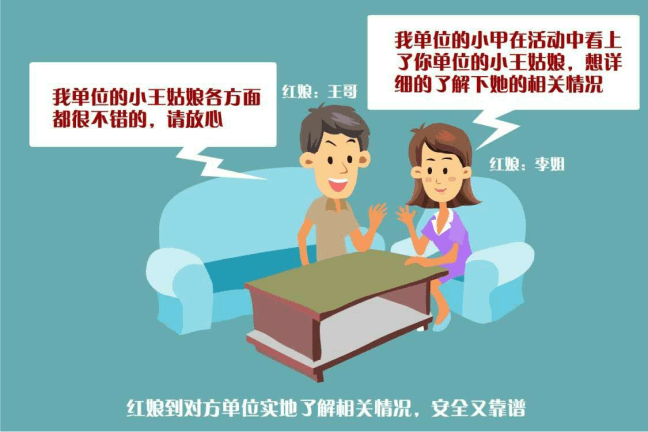 我单位的小甲在活动中看上
了你单位的小王姑娘，想详
细的了解下她的相关情况
红娘：王哥
我单位的小王姑娘各方面
都很不错的，请放心
红娘：李姐
红娘到对方单位实地了解相关情况，安全又靠谱